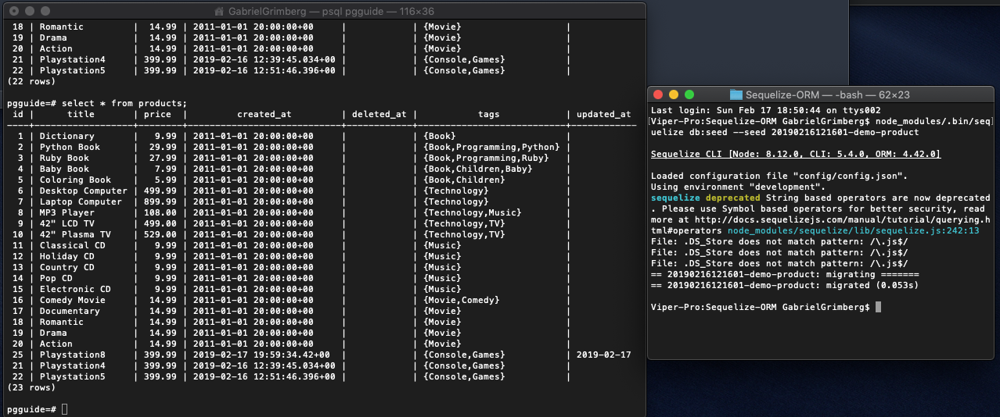 GabrielGrimberg — psql pgguide — 116×36
18 | Romantic | 14.99 | 2011-01-01 20:00:00+00 | | {Movie} |
19 | Drama | 14.99 | 2011-01-01 20:00:00+00 | | {Movie} |
20 | Action | 14.99 | 2011-01-01 20:00:00+00 | | {Movie} |
21 | Playstation4 | 399.99 | 2019-02-16 12:39:45.034+00 | | {Console,Games} |
22 | Playstation5 | 399.99 | 2019-02-16 12:51:46.396+00 | | {Console,Games} |
(22 rows)
pgguide=# select * from products;
id | title | price | created_at | deleted_at | tags | updated_at
----+------------------+--------+----------------------------+------------+---------------------------+------------
1 | Dictionary | 9.99 | 2011-01-01 20:00:00+00 | | {Book} |
2 | Python Book | 29.99 | 2011-01-01 20:00:00+00 | | {Book,Programming,Python} |
3 | Ruby Book | 27.99 | 2011-01-01 20:00:00+00 | | {Book,Programming,Ruby} |
4 | Baby Book | 7.99 | 2011-01-01 20:00:00+00 | | {Book,Children,Baby} |
5 | Coloring Book | 5.99 | 2011-01-01 20:00:00+00 | | {Book,Children} |
6 | Desktop Computer | 499.99 | 2011-01-01 20:00:00+00 | | {Technology} |
7 | Laptop Computer | 899.99 | 2011-01-01 20:00:00+00 | | {Technology} |
8 | MP3 Player | 108.00 | 2011-01-01 20:00:00+00 | | {Technology,Music} |
9 | 42" LCD TV | 499.00 | 2011-01-01 20:00:00+00 | | {Technology,TV} |
10 | 42" Plasma TV | 529.00 | 2011-01-01 20:00:00+00 | | {Technology,TV} |
11 | Classical CD | 9.99 | 2011-01-01 20:00:00+00 | | {Music} |
12 | Holiday CD | 9.99 | 2011-01-01 20:00:00+00 | | {Music} |
13 | Country CD | 9.99 | 2011-01-01 20:00:00+00 | | {Music} |
14 | Pop CD | 9.99 | 2011-01-01 20:00:00+00 | | {Music} |
15 | Electronic CD | 9.99 | 2011-01-01 20:00:00+00 | | {Music} |
16 | Comedy Movie | 14.99 | 2011-01-01 20:00:00+00 | | {Movie,Comedy} |
17 | Documentary | 14.99 | 2011-01-01 20:00:00+00 | | {Movie} |
18 | Romantic | 14.99 | 2011-01-01 20:00:00+00 | | {Movie} |
19 | Drama | 14.99 | 2011-01-01 20:00:00+00 | | {Movie} |
20 | Action | 14.99 | 2011-01-01 20:00:00+00 | | {Movie} |
25 | Playstation8 | 399.99 | 2019-02-17 19:59:34.42+00 | | {Console,Games} | 2019-02-17
21 | Playstation4 | 399.99 | 2019-02-16 12:39:45.034+00 | | {Console,Games} |
22 | Playstation5 | 399.99 | 2019-02-16 12:51:46.396+00 | | {Console,Games} |
(23 rows)
pgguide=#
Sequelize-ORM — -bash — 62×23
Last login: Sun Feb 17 18:50:44 on ttys002
[Viper-Pro:Sequelize-ORM GabrielGrimberg$ node_modules/.bin/seq]
uelize db:seed --seed 20190216121601-demo-product
Sequelize CLI [Node: 8.12.0, CLI: 5.4.0, ORM: 4.42.0]
Loaded configuration file "config/config.json".
Using environment "development".
sequelize deprecated String based operators are now deprecated
. Please use Symbol based operators for better security, read
more at http://docs.sequelizejs.com/manual/tutorial/querying.h
tml#operators node_modules/sequelize/lib/sequelize.js:242:13
File: .DS_Store does not match pattern: /\.js$/
File: .DS_Store does not match pattern: /\.js$/
File: .DS_Store does not match pattern: /\.js$/
== 20190216121601-demo-product: migrating =======
== 20190216121601-demo-product: migrated (0.053s)
Viper-Pro:Sequelize-ORM GabrielGrimberg$